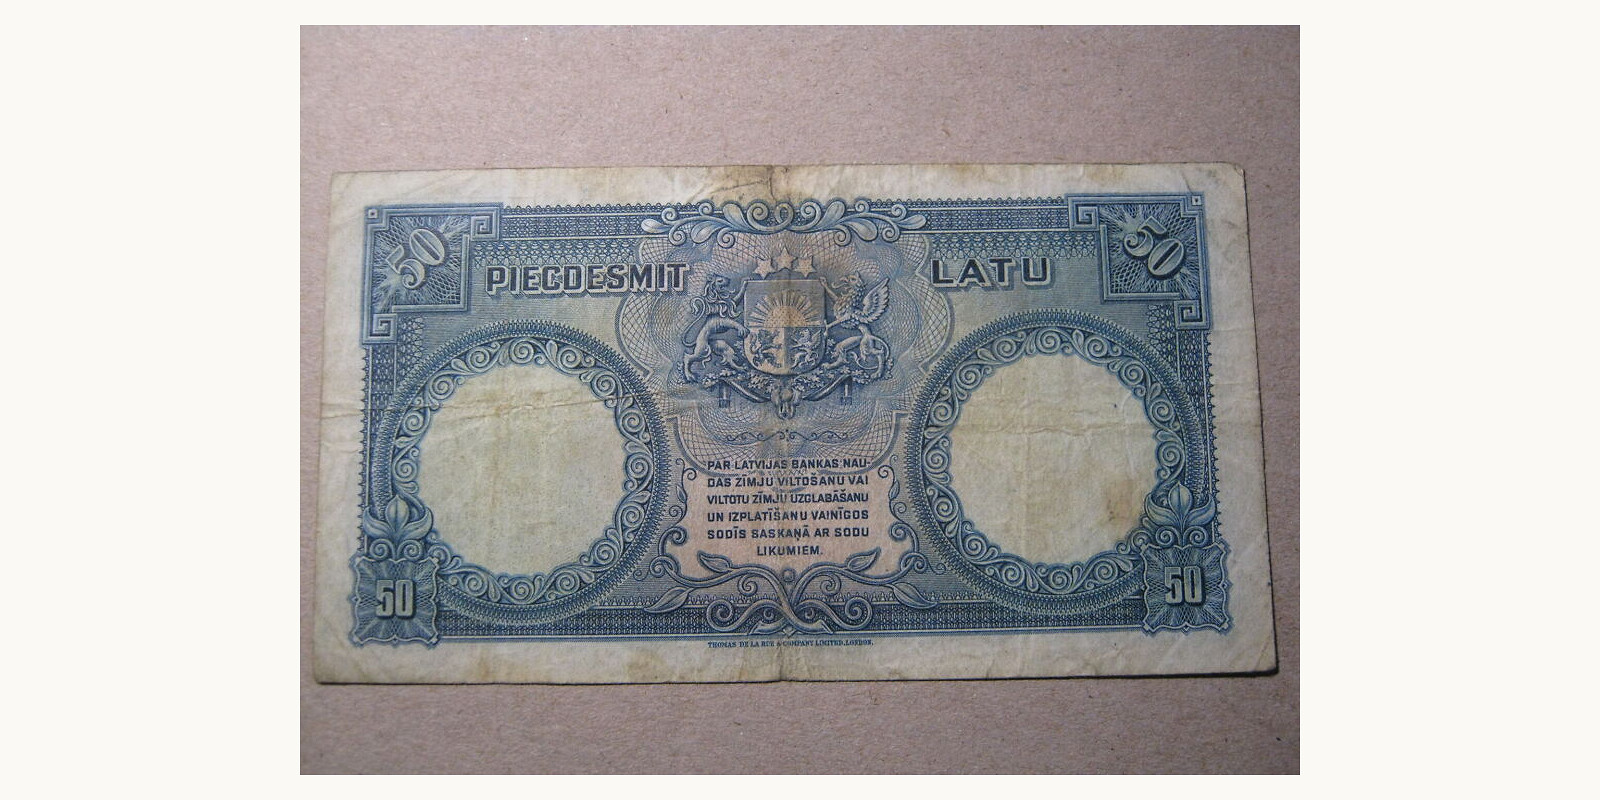 50
50
PIECDESMIT LATU
PAR LATVIJAS BANKAS NAU-
DAS ZĪMJU VILTOŠANU VAI
VILTOTU ZĪMJU UZGLABĀŠANU
UN IZPLATĪŠANU VAINĪGOS
SODĪS SASKAŅĀ AR SODU
LIKUMIEM.
50
50
THOMAS DE LA RUE & COMPANY LIMITED, LONDON.